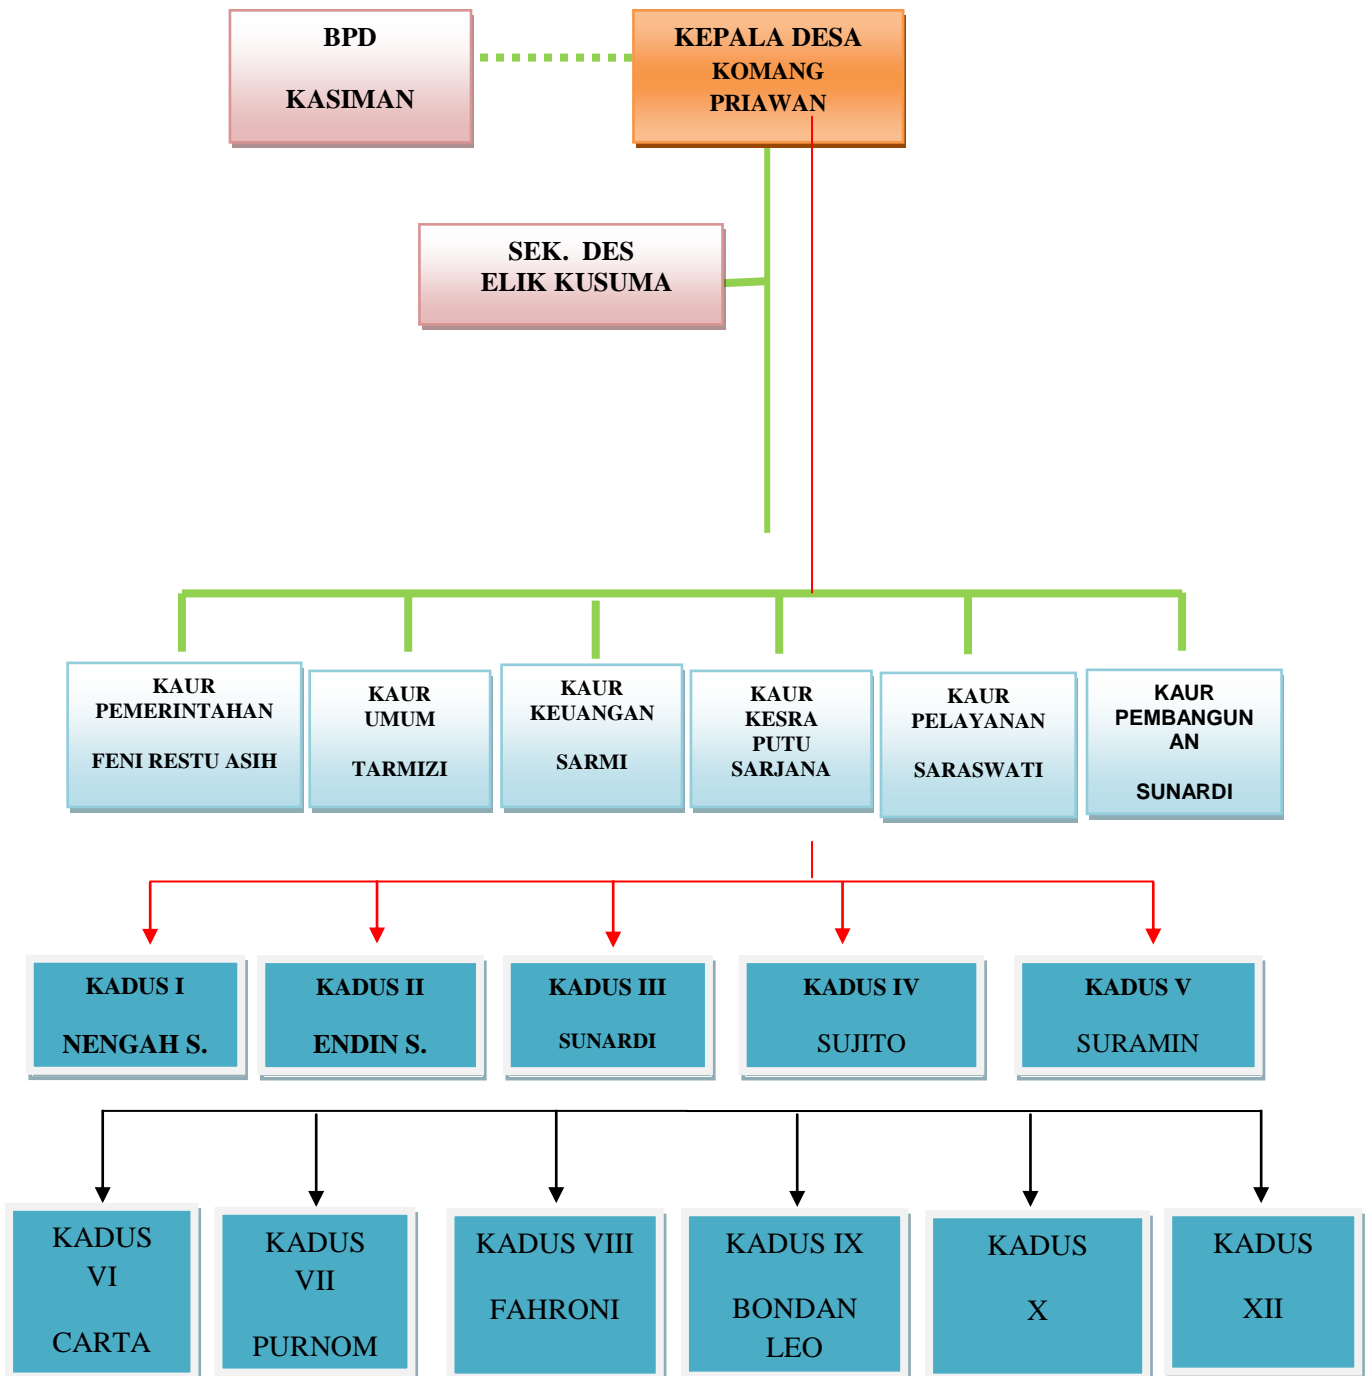 BPD
KASIMAN
KEPALA DESA
KOMANG
PRIAWAN
SEK. DES
ELIK KUSUMA
KAUR
PEMERINTAHAN
FENI RESTU ASIH
KAUR
UMUM
TARMIZI
KAUR
KEUANGAN
SARMI
KAUR
KESRA
PUTU
SARJANA
KAUR
PELAYANAN
SARASWATI
KAUR
PEMBANGUN
AN
SUNARDI
KADUS I
NENGAH S.
KADUS II
ENDIN S.
KADUS III
SUNARDI
KADUS IV
SUJITO
KADUS V
SURAMIN
KADUS
VI
CARTA
KADUS
VII
PURNOM
KADUS VIII
FAHRONI
KADUS IX
BONDAN
LEO
KADUS
X
KADUS
XII